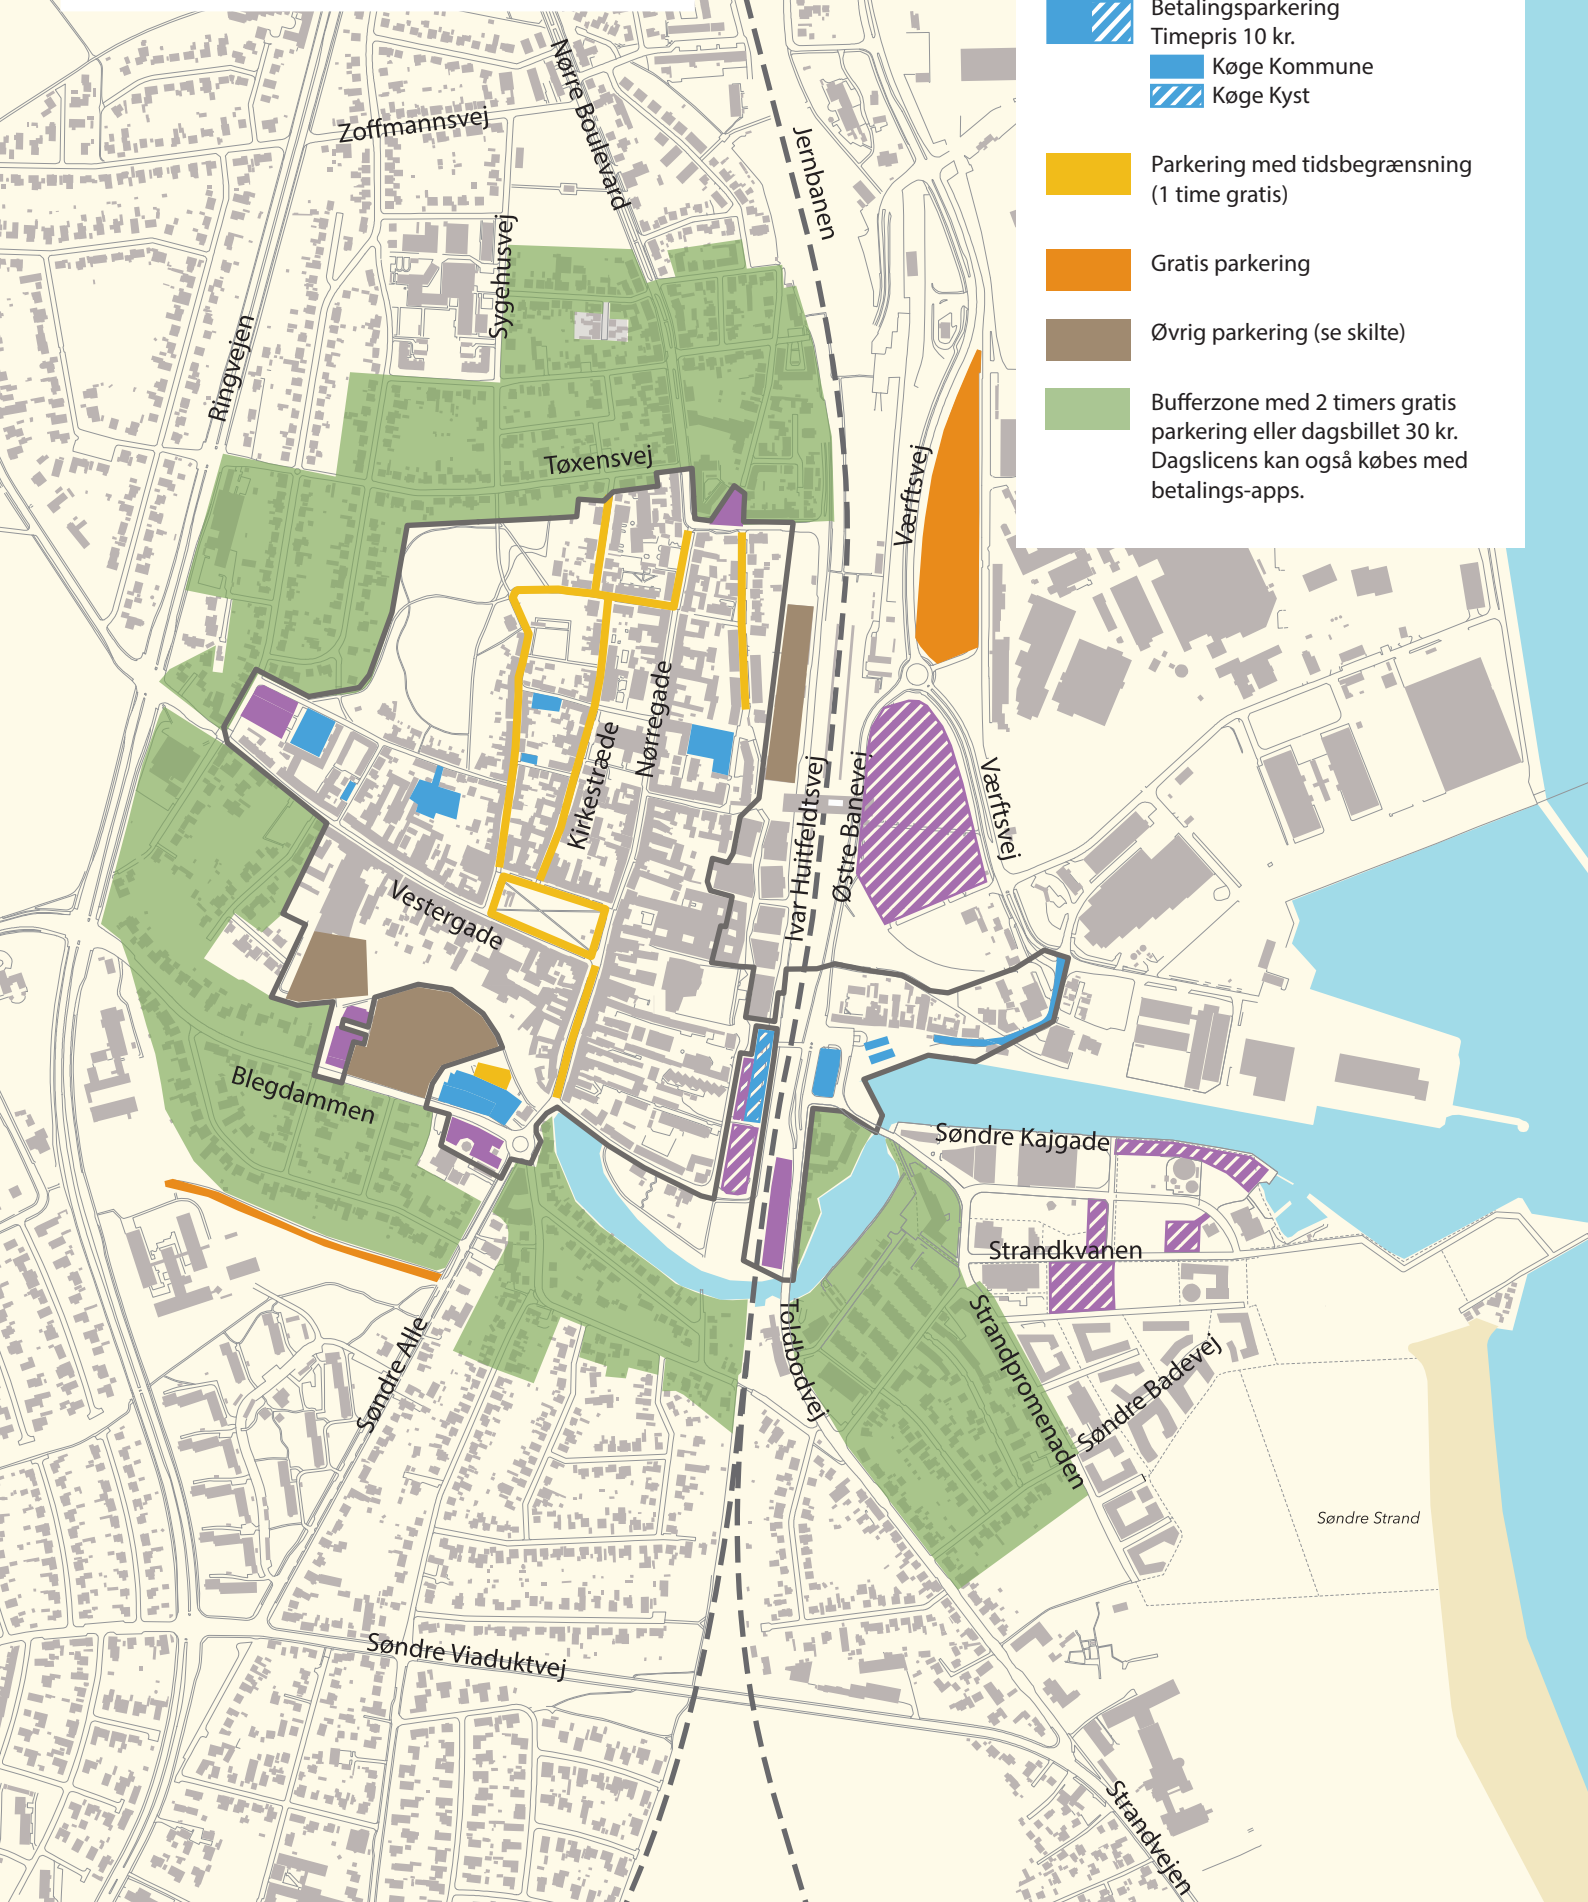 Betalingsparkering
Timepris 10 kr.
Køge Kommune
Køge Kyst
Parkering med tidsbegrænsning
(1 time gratis)
Gratis parkering
Øvrig parkering (se skilte)
Bufferzone med 2 timers gratis
parkering eller dagsbillet 30 kr.
Dagslicens kan også købes med
betalings-apps.
Nørre Boulevard
Zoffmannsvej
Jernbanen
Sygehusvej
Ringvejen
Tøxensvej
Værftsvej
Nørregade
Kirkestræde
Ivar Huitfeldtsvej
Østre Banevej
Værftsvej
Vestergade
Blegdammen
Søndre Kajgade
Strandkvanen
Søndre Alle
Toldbodvej
Strandpromenaden
Søndre Badevej
Søndre Strand
Søndre Viaduktvej
Strandvejen